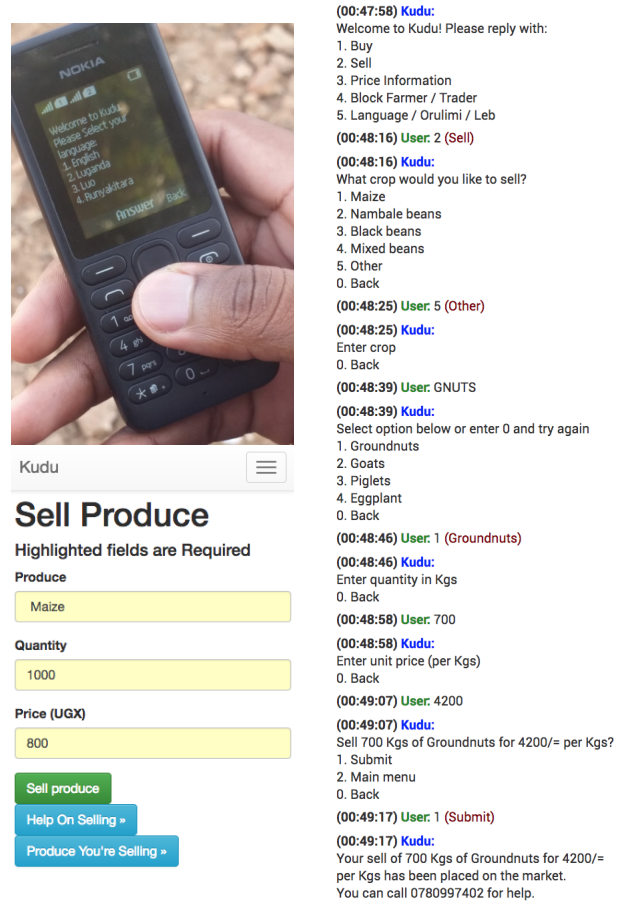 NOKIA
Welcome to Kudu
Please Select your
language:
1. English
2. Luganda
3. Luo
4. Runyakitara
Answer
Back
1
4 ghi
7 pqrs
0
Kudu
Sell Produce
Highlighted fields are Required
Produce
Maize
Quantity
1000
Price (UGX)
800
Sell produce
Help On Selling »
Produce You're Selling »
(00:47:58) Kudu:
Welcome to Kudu! Please reply with:
1. Buy
2. Sell
3. Price Information
4. Block Farmer / Trader
5. Language / Orulimi / Leb
(00:48:16) User: 2 (Sell)
(00:48:16) Kudu:
What crop would you like to sell?
1. Maize
2. Nambale beans
3. Black beans
4. Mixed beans
5. Other
0. Back
(00:48:25) User: 5 (Other)
(00:48:25) Kudu:
Enter crop
0. Back
(00:48:39) User: GNUTS
(00:48:39) Kudu:
Select option below or enter 0 and try again
1. Groundnuts
2. Goats
3. Piglets
4. Eggplant
0. Back
(00:48:46) User: 1 (Groundnuts)
(00:48:46) Kudu:
Enter quantity in Kgs
0. Back
(00:48:58) User: 700
(00:48:58) Kudu:
Enter unit price (per Kgs)
0. Back
(00:49:07) User: 4200
(00:49:07) Kudu:
Sell 700 Kgs of Groundnuts for 4200/= per Kgs?
1. Submit
2. Main menu
0. Back
(00:49:17) User: 1 (Submit)
(00:49:17) Kudu:
Your sell of 700 Kgs of Groundnuts for 4200/=
per Kgs has been placed on the market.
You can call 0780997402 for help.